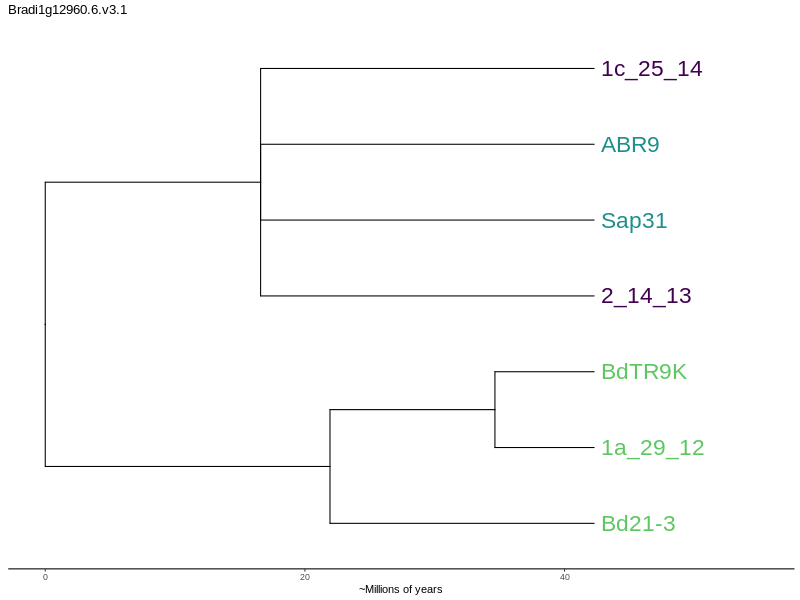 Bradi1g12960.6.v3.1
1c_25_14
ABR9
Sap31
2_14_13
BdTR9K
1a_29_12
Bd21-3
0 20 40
~Millions of years